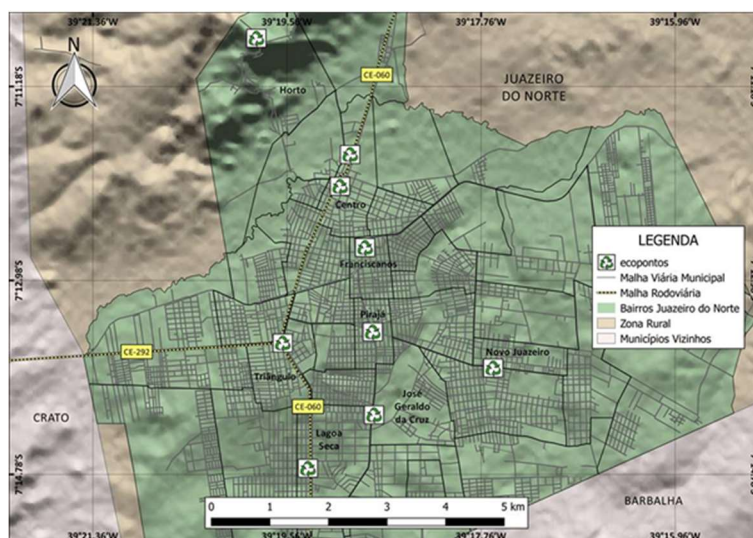 39°21.36'W 39°19.56'W 39°17.76'W 39°15.96'W
N
7°11.18'S
CE-060
Horto
JUAZEIRO
DO NORTE
Centro
Franciscanos
LEGENDA
ecopontos
Malha Viária Municipal
Malha Rodoviária
Bairros Juazeiro do Norte
Zona Rural
Municípios Vizinhos
7°12.98'S
Pirajá
CE-292
Novo Juazeiro
Triângulo
CE-060
José
Geraldo
da Cruz
CRATO
Lagoa
Seca
7°14.78'S
BARBALHA
0 1 2 3 4 5 km
39°21.36'W 39°19.56'W 39°17.76'W 39°15.96'W